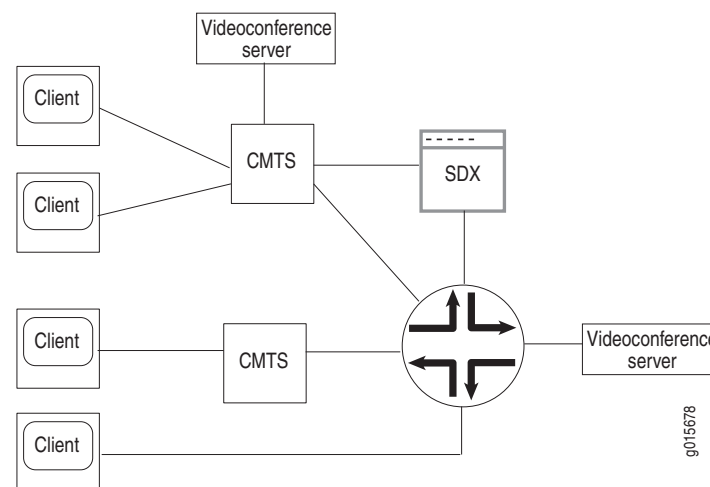 Videoconference
server
Client
CMTS
SDX
Client
Client
CMTS
Videoconference
server
Client
g015678